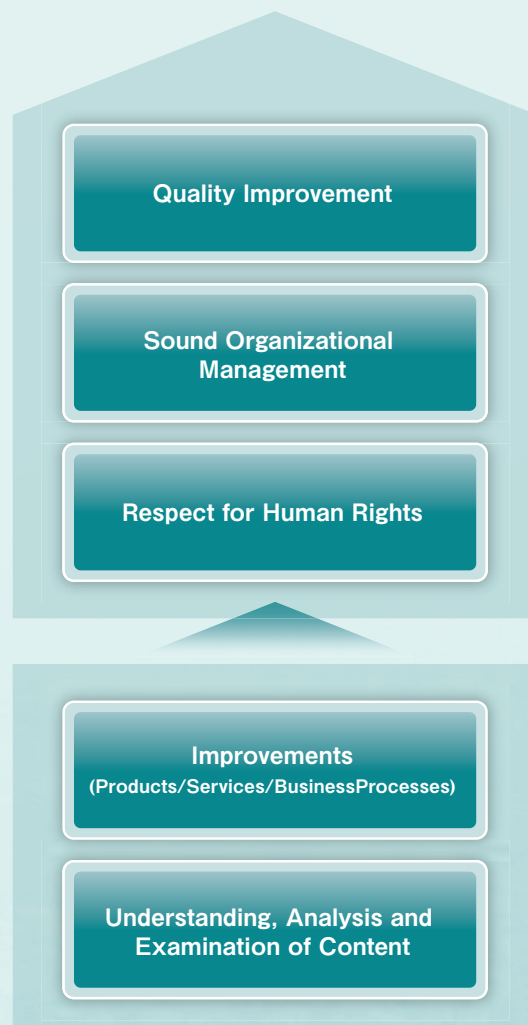 Quality Improvement
Sound Organizational
Management
Respect for Human Rights
Improvements
(Products/Services/BusinessProcesses)
Understanding, Analysis and
Examination of Content